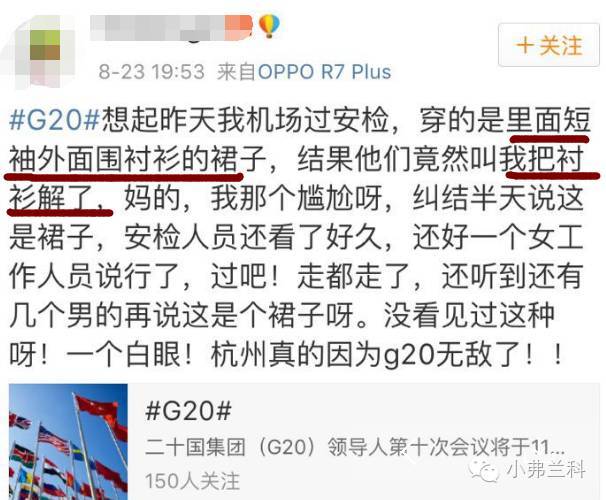 +关注
8-23 19:53 来自OPPO R7 Plus
#G20#想起昨天我机场过安检，穿的是里面短
袖外面围衬衫的裙子，结果他们竟然叫我把衬
衫解了，妈的，我那个尴尬呀，纠结半天说这
是裙子，安检人员还看了好久，还好一个女工
作人员说行了，过吧！走都走了，还听到还有
几个男的再说这是个裙子呀。没看见过这种
呀！一个白眼！杭州真的因为g20无敌了！！
#G20#
二十国集团（G20）领导人第十次会议将于11...
150人关注
小弗兰科